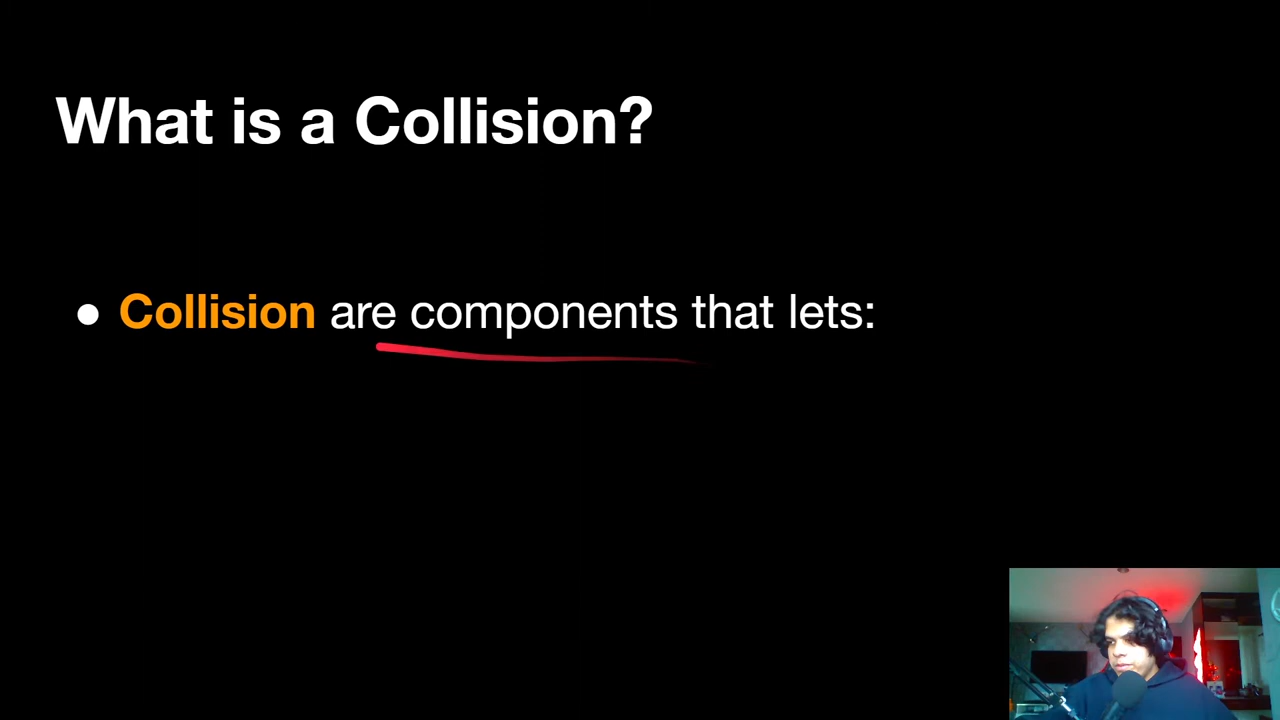 What is a Collision?
● Collision are components that lets: